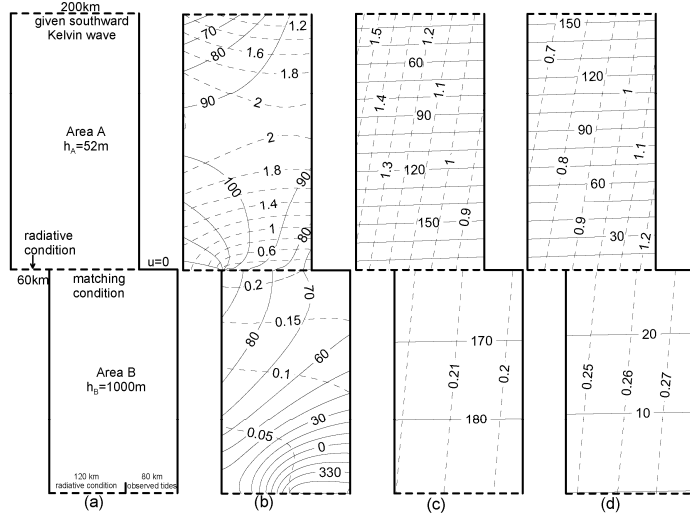 200km
given southward
Kelvin wave
Area A
hA=52m
radiative
condition
60km
u=0
matching
condition
Area B
hB=1000m
120 km
radiative condition
60 km
observed tides
(a)
70
80
90
1.2
1.6
1.8
2
2
1.8
100
90
1.4
1
0.6
80
0.2
70
0.15
80
60
0.1
30
0.05
0
330
(b)
1.5
1.2
60
1.1
1.4
90
1.3
120
1
0.9
150
170
0.21
0.2
180
(c)
150
0.7
120
1
90
1.1
0.8
60
0.9
30
1.2
20
0.25
0.26
0.27
10
(d)